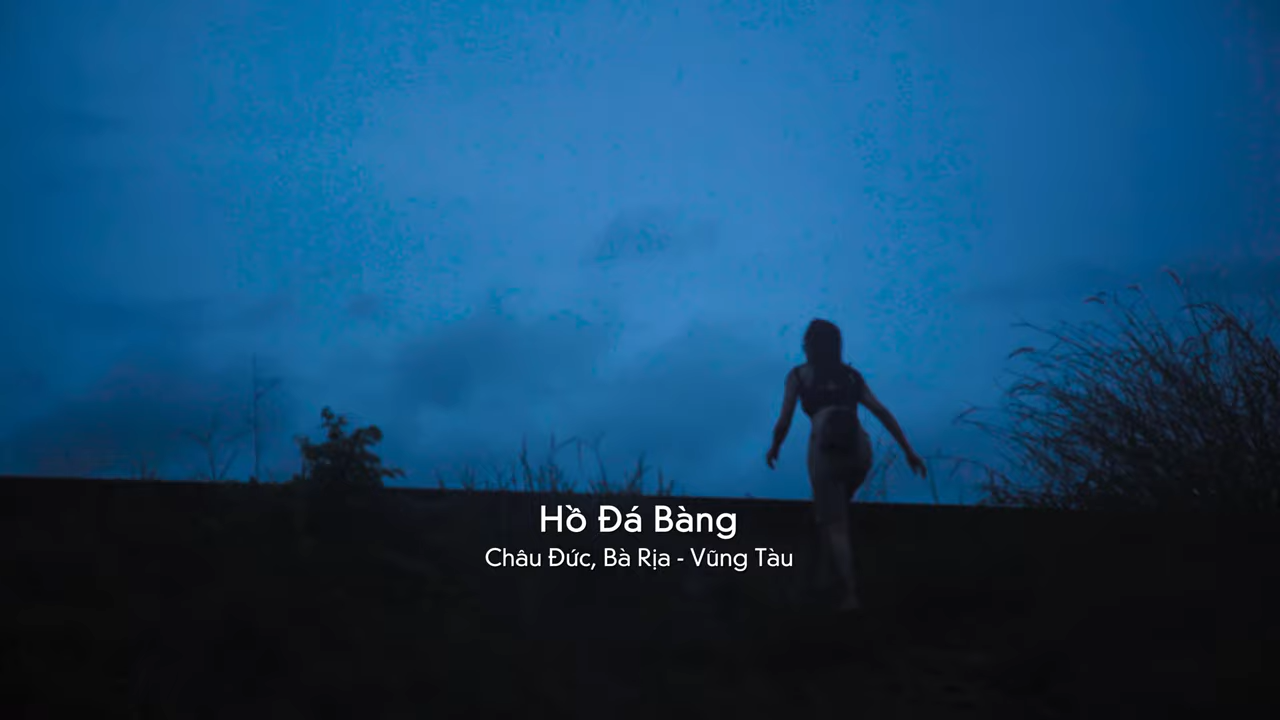 Hồ Đá Bàng
Châu Đức, Bà Rịa - Vũng Tàu